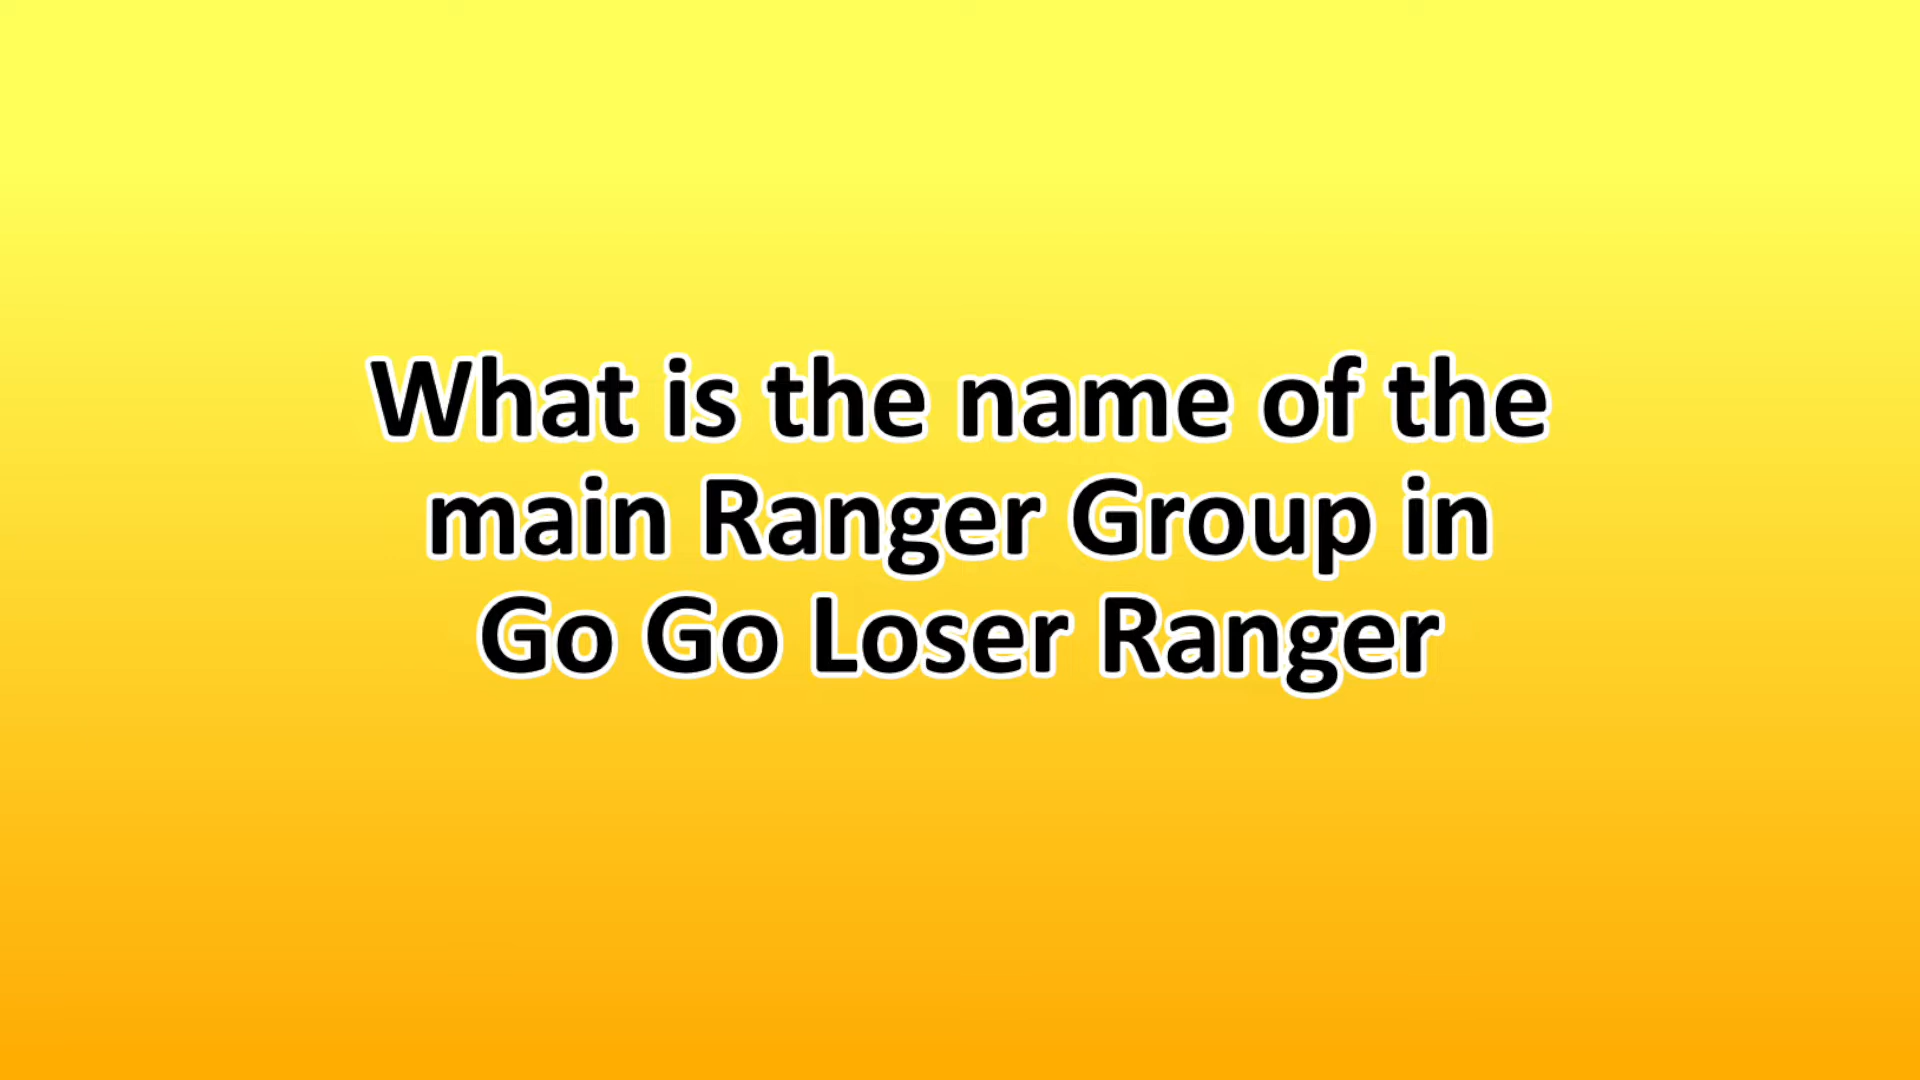 What is the name of the
main Ranger Group in
Go Go Loser Ranger